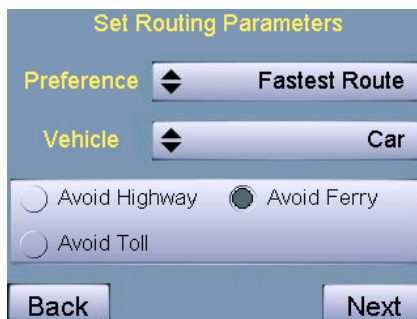 Set Routing Parameters
Preference Fastest Route
Vehicle Car
Avoid Highway Avoid Ferry
Avoid Toll
Back Next